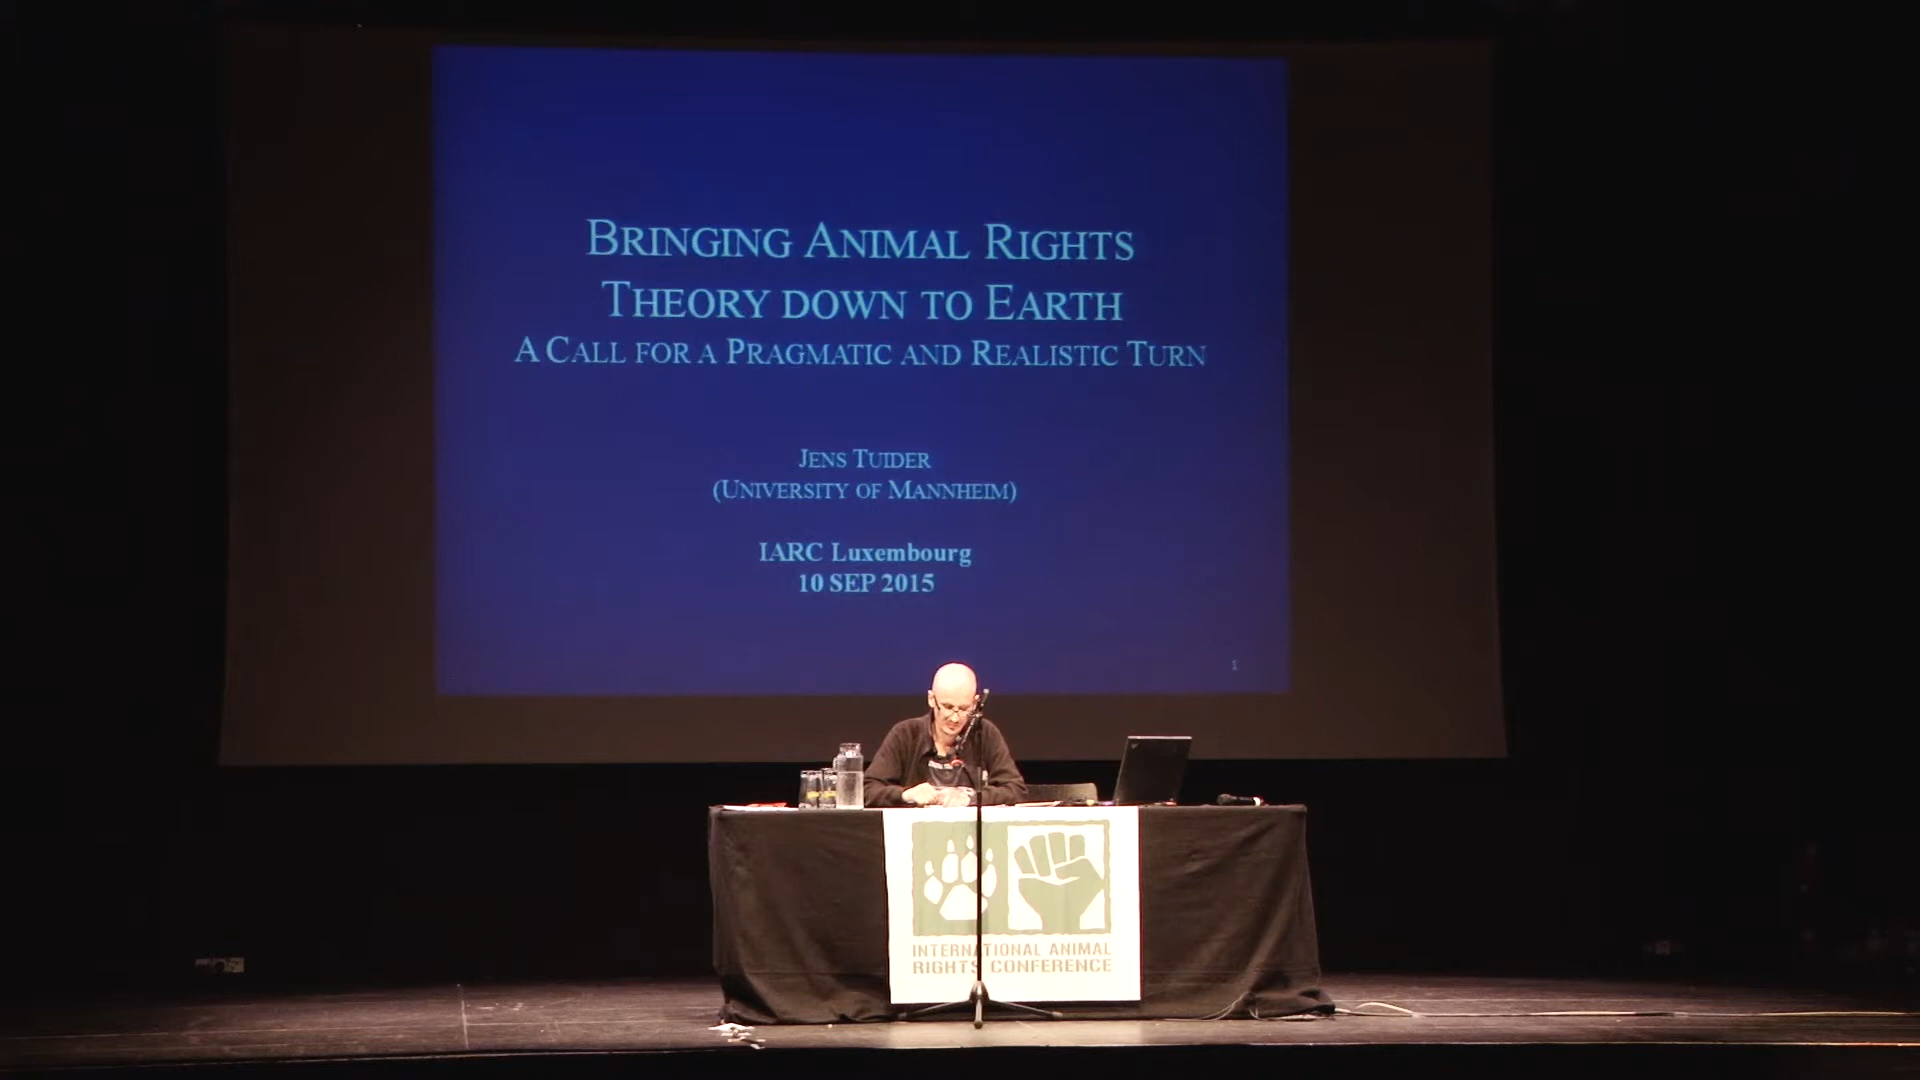 BRINGING ANIMAL RIGHTS
THEORY DOWN TO EARTH
A CALL FOR A PRAGMATIC AND REALISTIC TURN
JENS TUIDER
(UNIVERSITY OF MANNHEIM)
IARC Luxembourg
10 SEP 2015
1
INTERNATIONAL ANIMAL
RIGHTS CONFERENCE